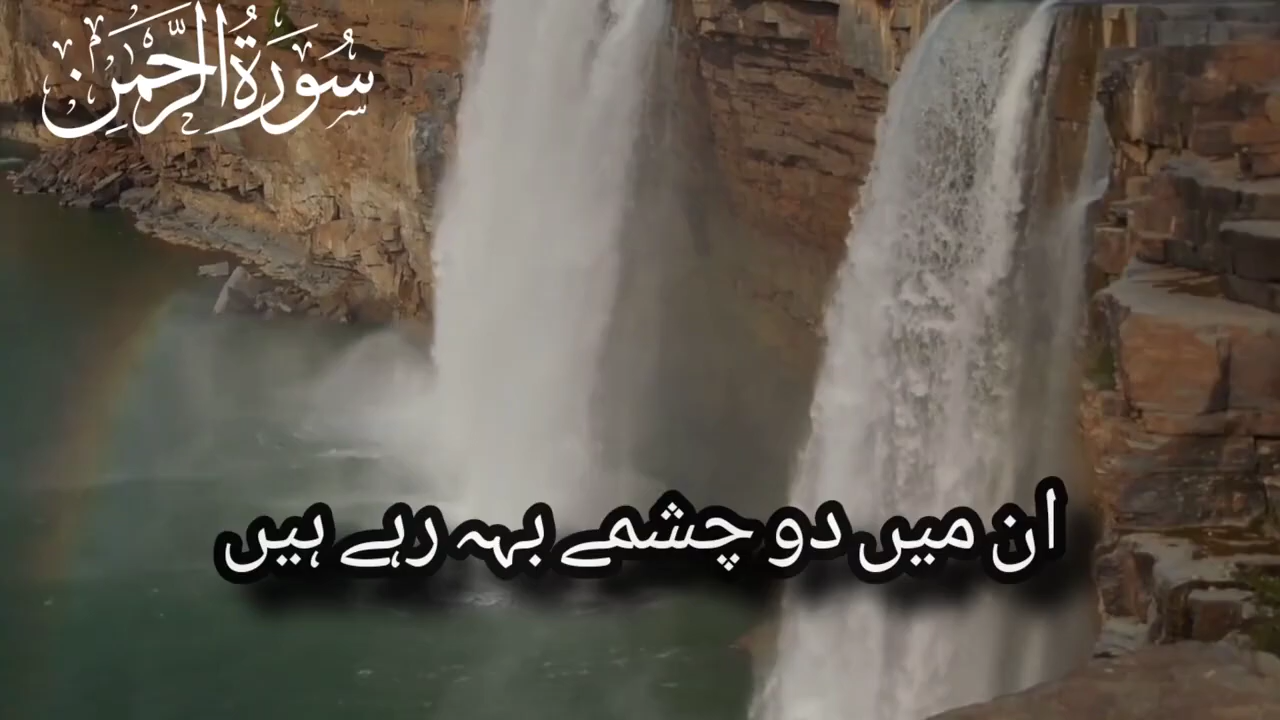 سُورَةُ الرَّحْمٰن
ان میں دو چشمے بہہ رہے ہیں